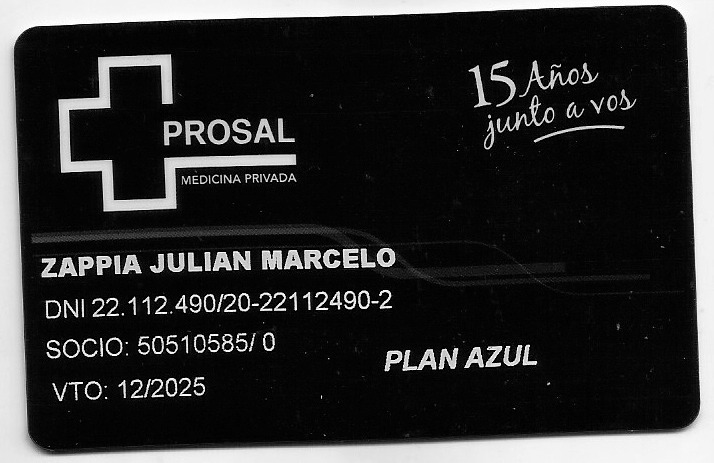 PROSAL
MEDICINA PRIVADA
15 Años
junto a vos
ZAPPIA JULIAN MARCELO
DNI 22.112.490/20-22112490-2
SOCIO: 50510585/ 0
PLAN AZUL
VTO: 12/2025